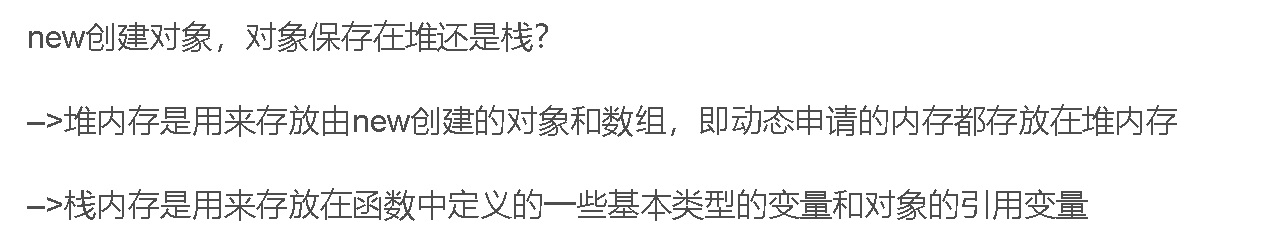 new创建对象，对象保存在堆还是栈？
–>堆内存是用来存放由new创建的对象和数组，即动态申请的内存都存放在堆内存
–>栈内存是用来存放在函数中定义的一些基本类型的变量和对象的引用变量